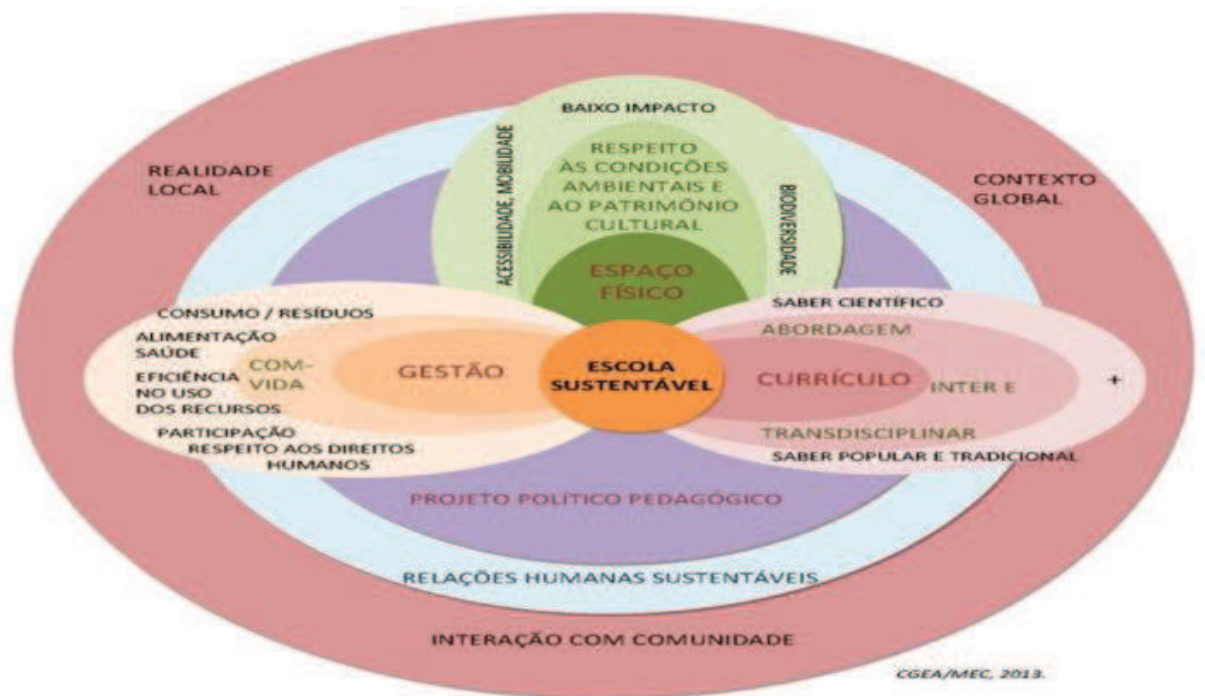 BAIXO IMPACTO
ACESSIBILIDADE, MOBILIDADE
RESPEITO
ÀS CONDIÇÕES
AMBIENTAIS E
AO PATRIMÔNIO
CULTURAL
BIODIVERSIDADE
REALIDADE
LOCAL
CONTEXTO
GLOBAL
ESPAÇO
FÍSICO
CONSUMO / RESÍDUOS
ALIMENTAÇÃO
SAÚDE
EFICIÊNCIA
NO USO
DOS RECURSOS
PARTICIPAÇÃO
RESPEITO AOS DIREITOS
HUMANOS
COM-
VIDA
GESTÃO
ESCOLA
SUSTENTÁVEL
SABER CIENTÍFICO
ABORDAGEM
CURRÍCULO
INTER E
+
TRANSDISCIPLINAR
SABER POPULAR E TRADICIONAL
PROJETO POLÍTICO PEDAGÓGICO
RELAÇÕES HUMANAS SUSTENTÁVEIS
INTERAÇÃO COM COMUNIDADE
CGEA/MEC, 2013.